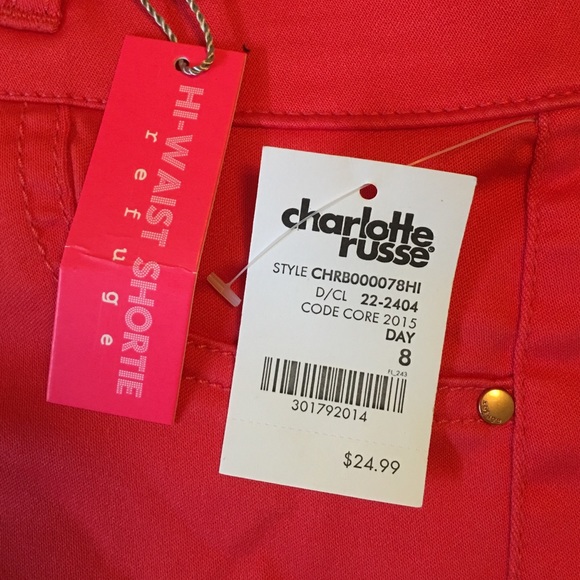 HI-WAIST SHORTIE
refuge
charlotte
russe®
STYLE CHRB000078HI
D/CL 22-2404
CODE CORE 2015
DAY
8
FL_243
301792014
$24.99